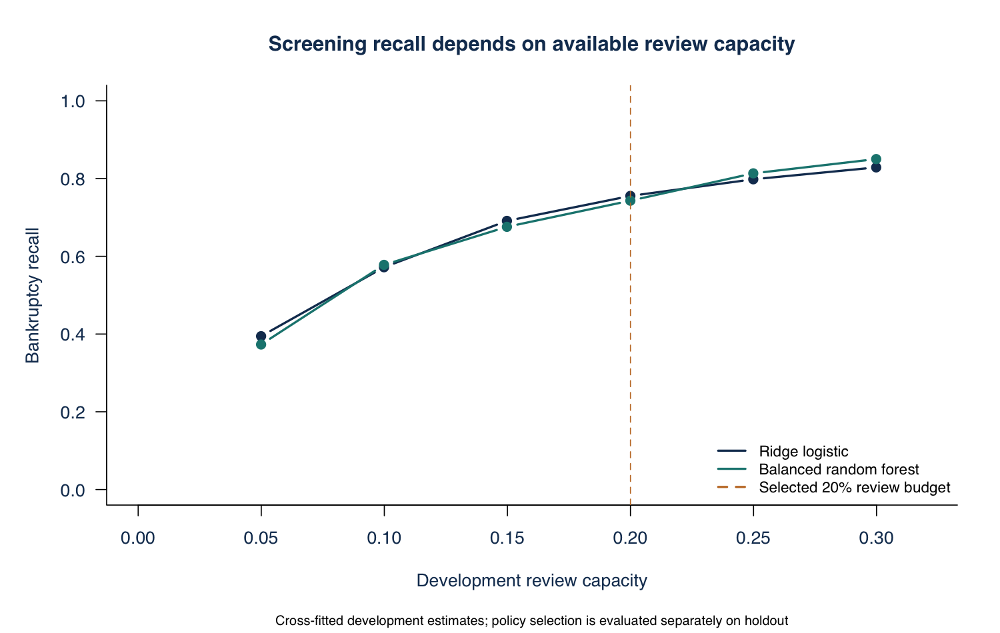 Screening recall depends on available review capacity
1.0
0.8
0.6
0.4
0.2
0.0
Bankruptcy recall
Ridge logistic
Balanced random forest
Selected 20% review budget
0.00 0.05 0.10 0.15 0.20 0.25 0.30
Development review capacity
Cross-fitted development estimates; policy selection is evaluated separately on holdout